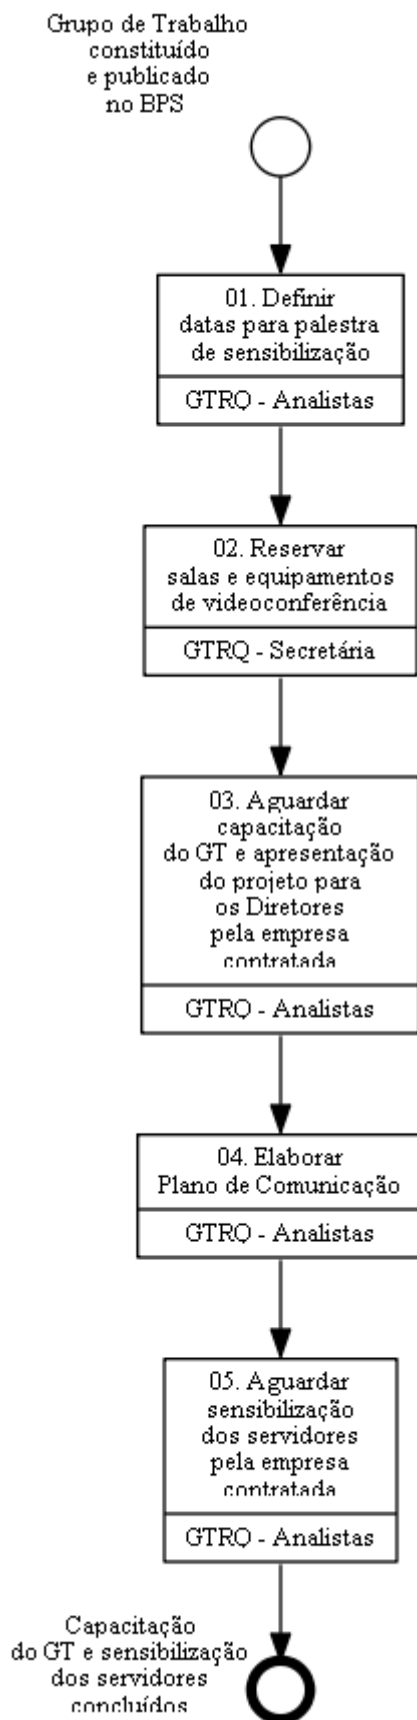 Grupo de Trabalho
constituído
e publicado
no BPS
01. Definir
datas para palestra
de sensibilização
GTRQ - Analistas
02. Reservar
salas e equipamentos
de videoconferência
GTRQ - Secretária
03. Aguardar
capacitação
do GT e apresentação
do projeto para
os Diretores
pela empresa
contratada
GTRQ - Analistas
04. Elaborar
Plano de Comunicação
GTRQ - Analistas
05. Aguardar
sensibilização
dos servidores
pela empresa
contratada
GTRQ - Analistas
Capacitação
do GT e sensibilização
dos servidores
concluídos